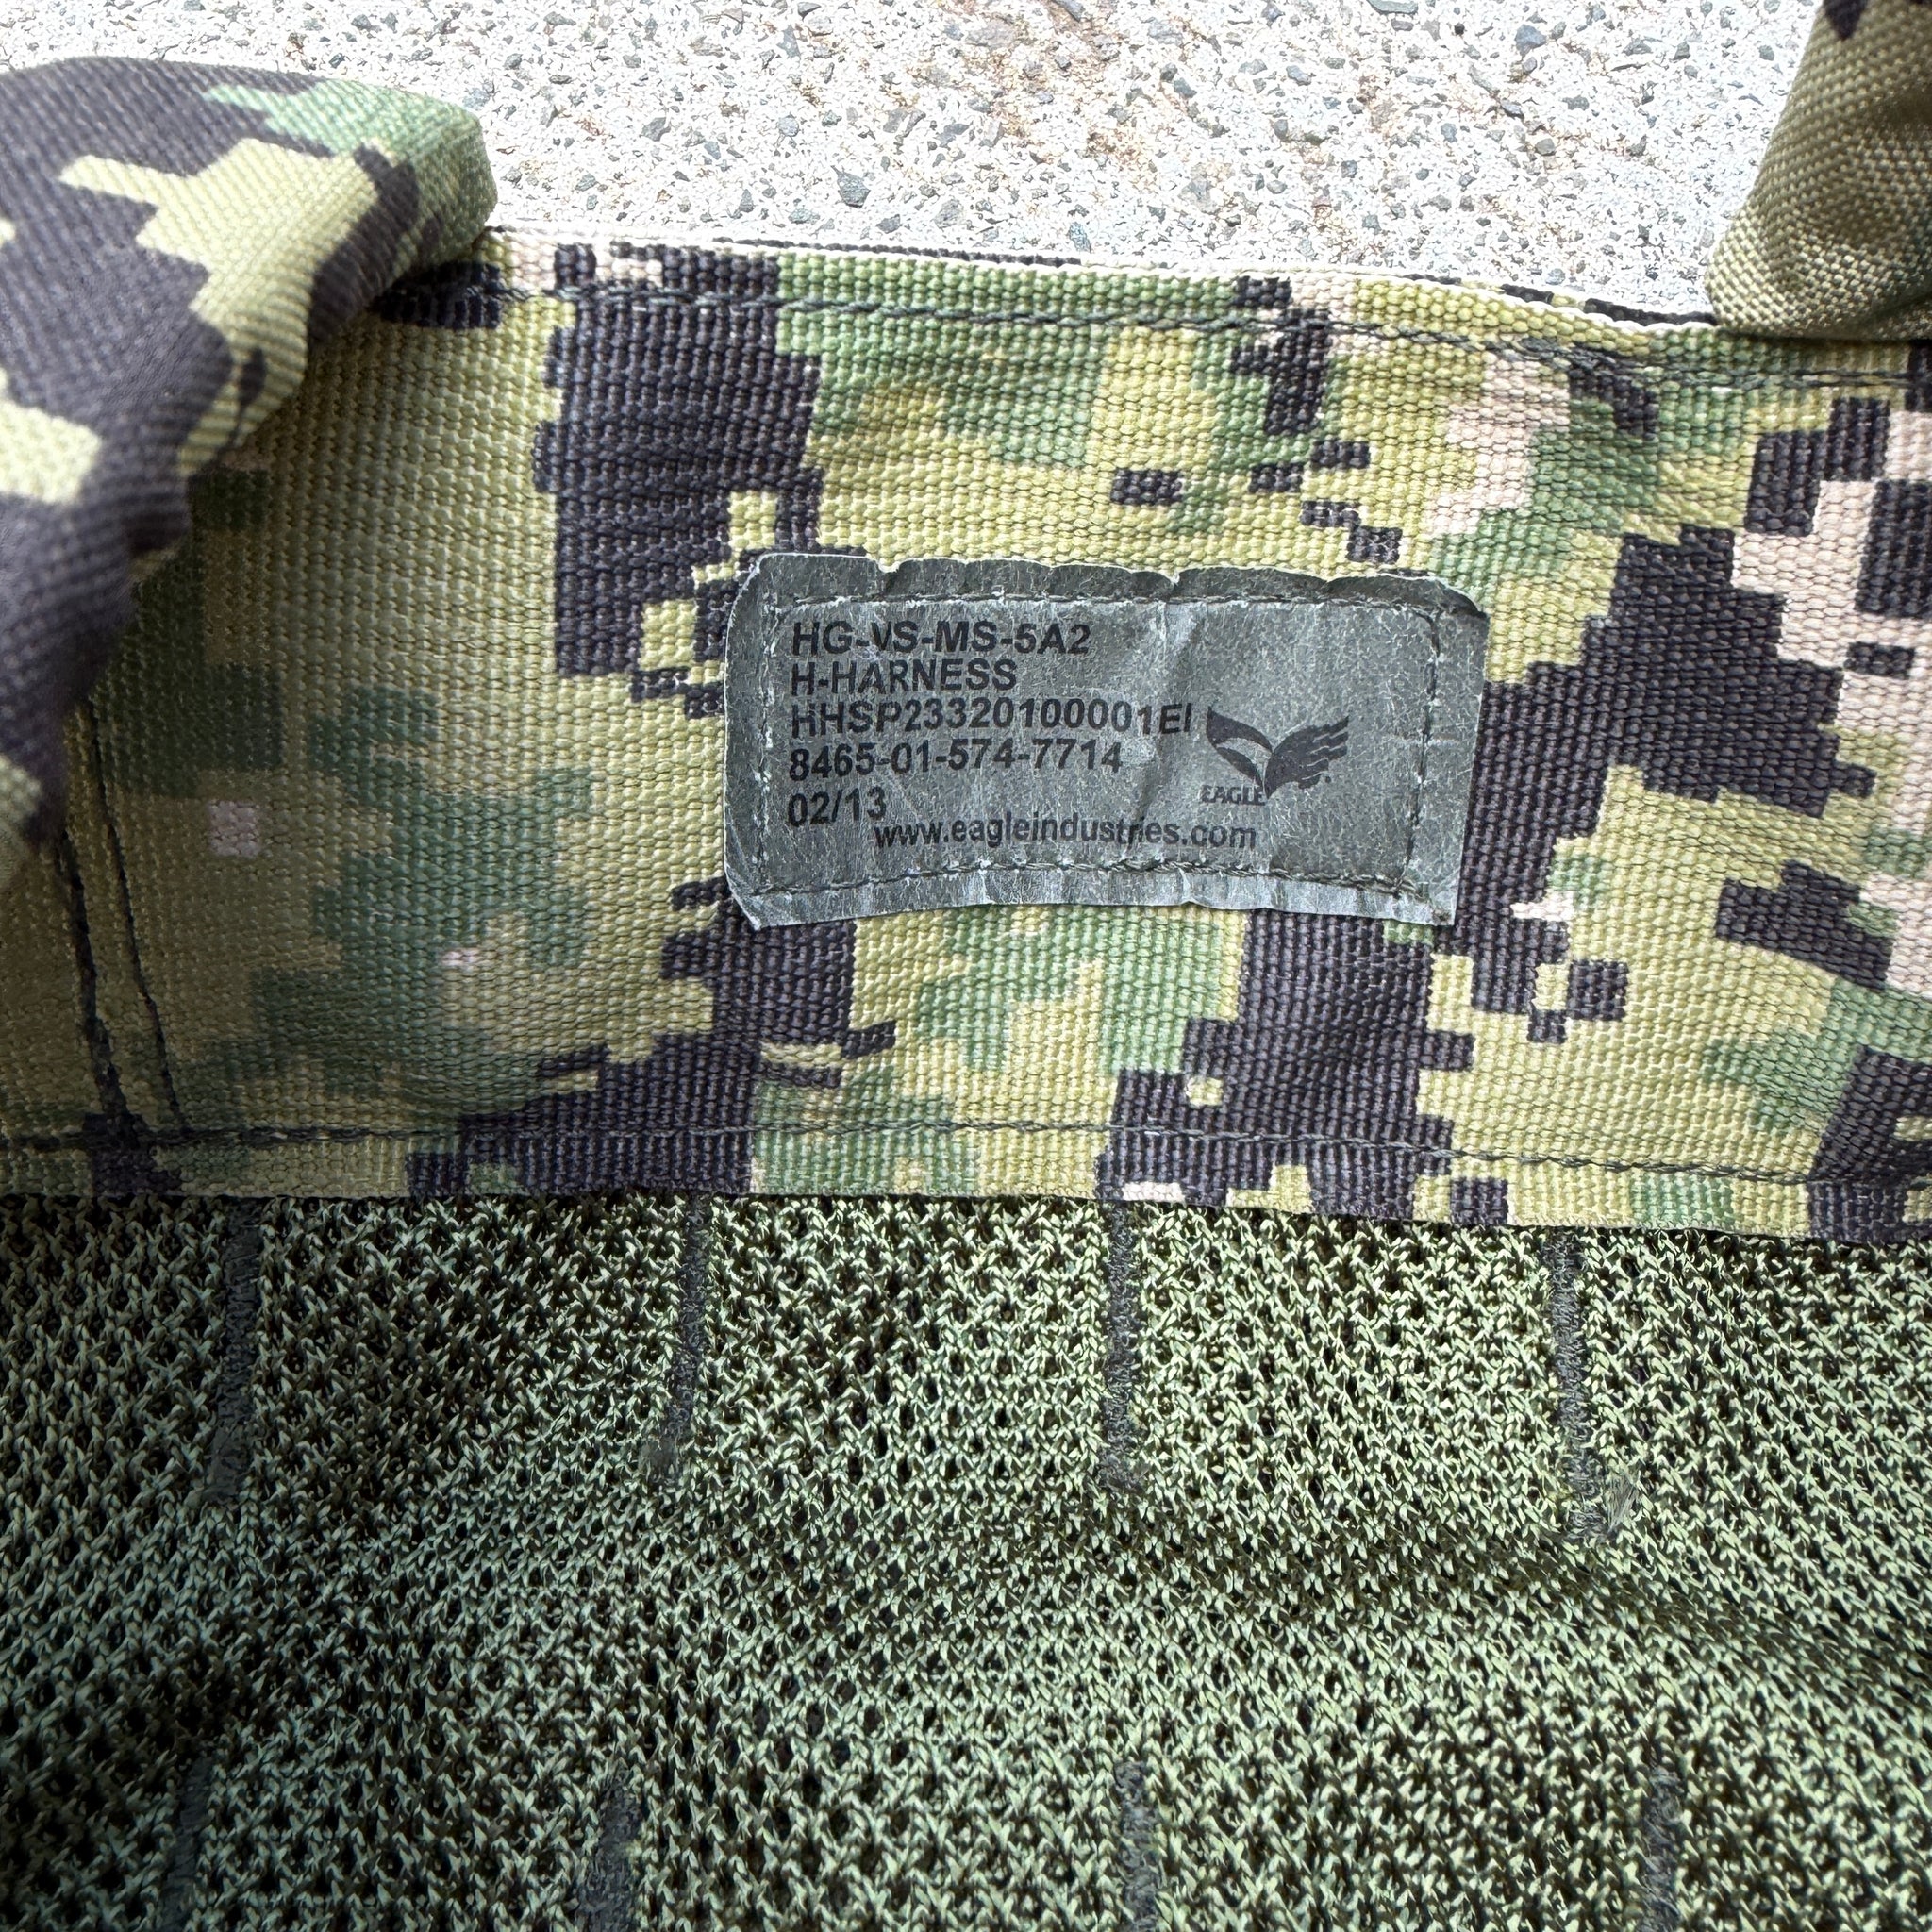 HG-VS-MS-5A2
H-HARNESS
HHSP23320100001EI
8465-01-574-7714
02/13
EAGLE
www.eagleindustries.com